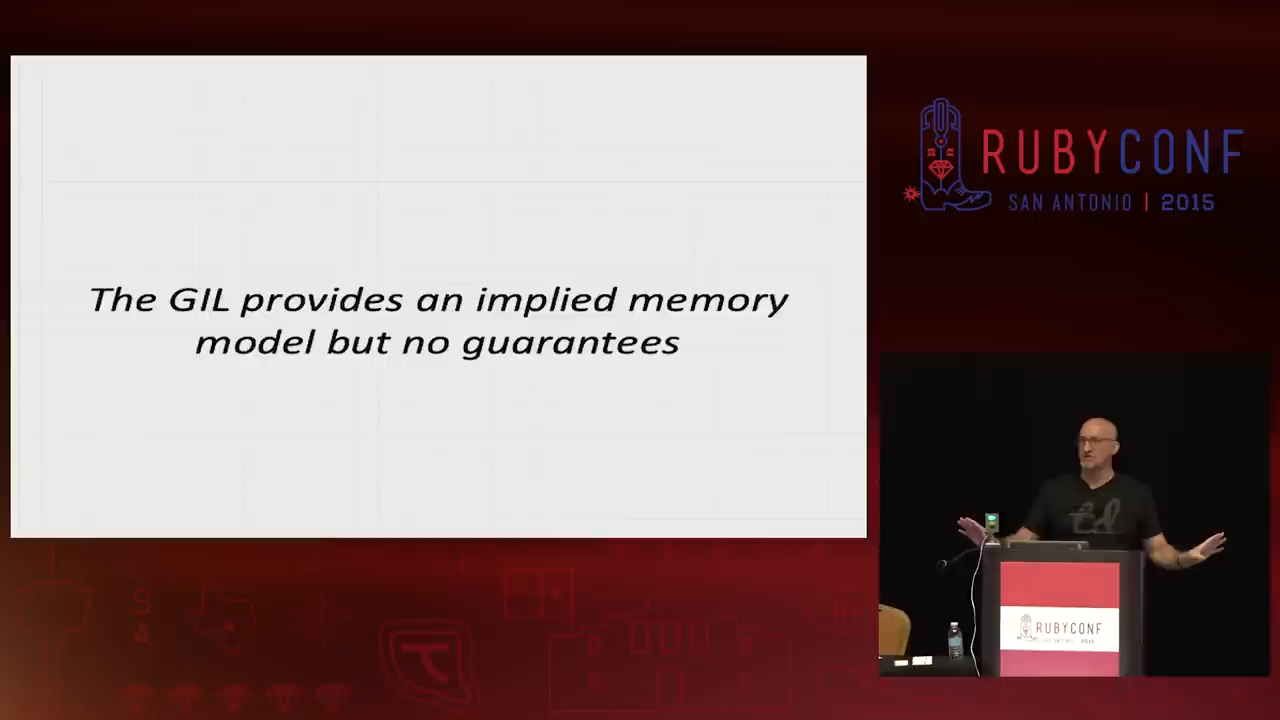 The GIL provides an implied memory
model but no guarantees
RUBYCONF
SAN ANTONIO | 2015
S
A
RUBYCONF